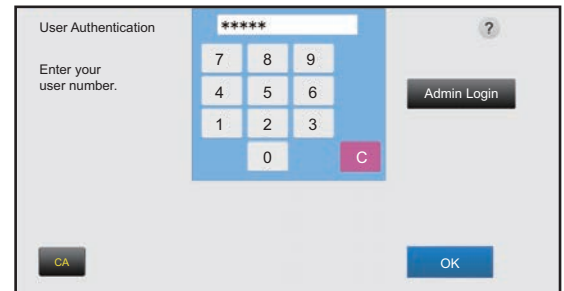 User Authentication
*****
?
Enter your
user number.
7 8 9
4 5 6
1 2 3
0 C
Admin Login
CA
OK